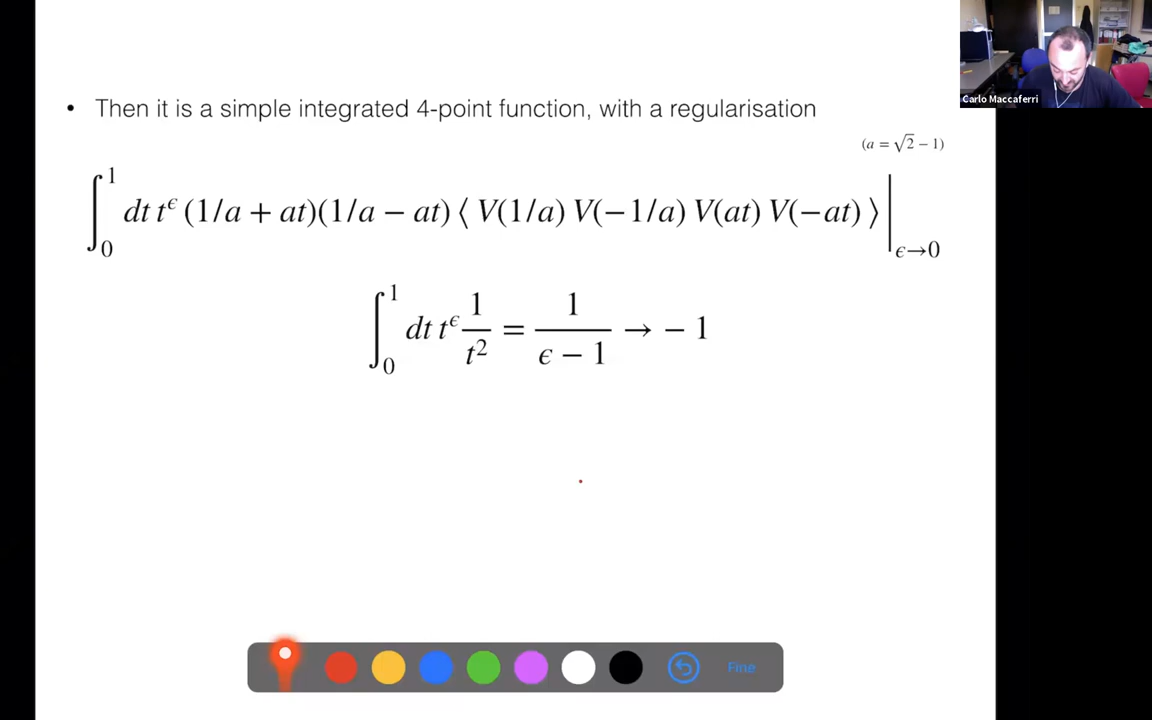 Carlo Maccaferri
• Then it is a simple integrated 4-point function, with a regularisation
(a = √2 − 1)
∫₀¹ dt t^ϵ (1/a + at)(1/a − at) ⟨ V(1/a) V(−1/a) V(at) V(−at) ⟩|_{ϵ→0}
∫₀¹ dt t^ϵ 1/t² = 1/(ϵ − 1) → − 1
Fine